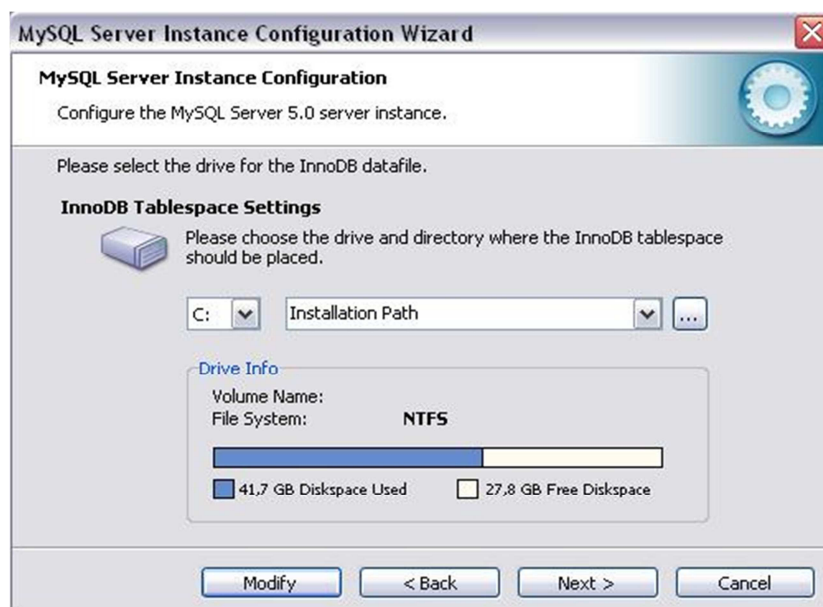 MySQL Server Instance Configuration Wizard
MySQL Server Instance Configuration
Configure the MySQL Server 5.0 server instance.
Please select the drive for the InnoDB datafile.
InnoDB Tablespace Settings
Please choose the drive and directory where the InnoDB tablespace
should be placed.
C: Installation Path ...
Drive Info
Volume Name:
File System: NTFS
41,7 GB Diskspace Used 27,8 GB Free Diskspace
Modify < Back Next > Cancel